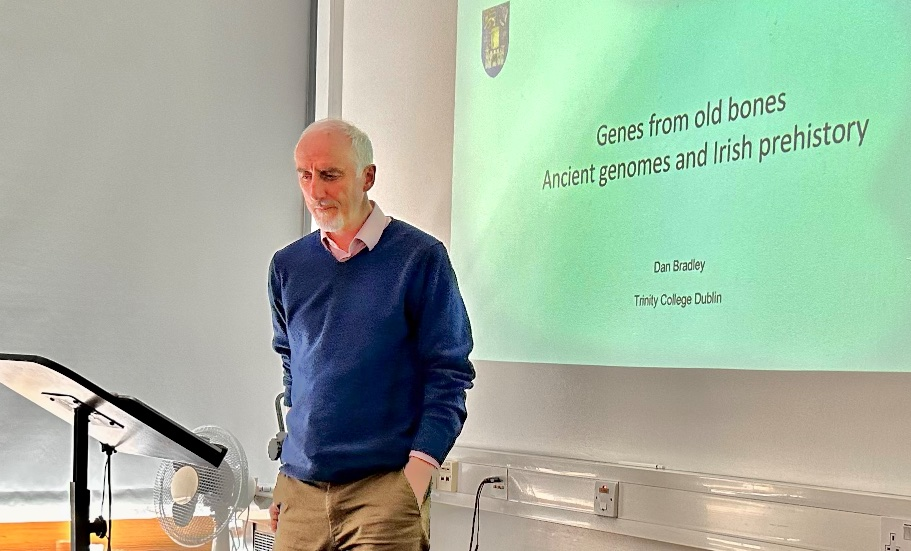 Genes from old bones
Ancient genomes and Irish prehistory
Dan Bradley
Trinity College Dublin